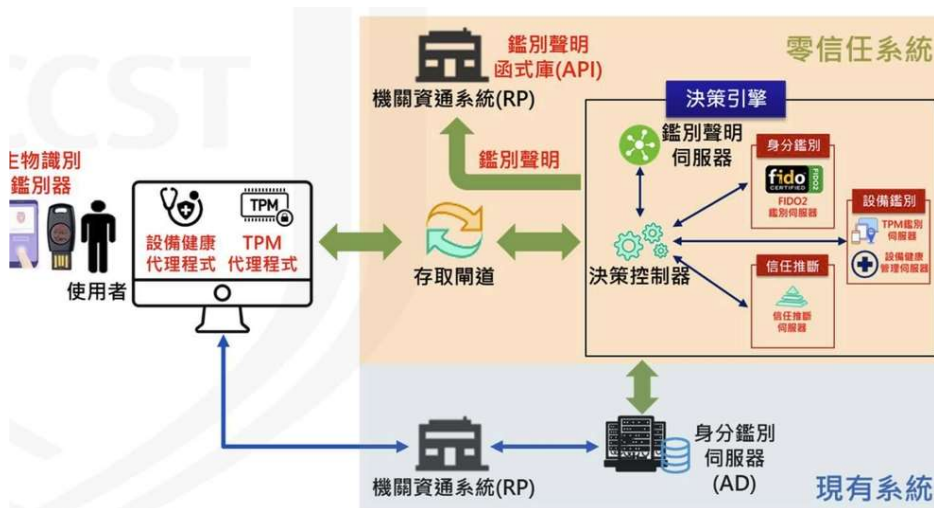 CCST
零信任系統
鑑別聲明
函式庫(API)
機關資通系統(RP)
決策引擎
鑑別聲明
伺服器
身分鑑別
fido
CERTIFIED
FIDO2
FIDO2
鑑別伺服器
設備鑑別
TPM鑑別
伺服器
設備健康
管理伺服器
鑑別聲明
生物識別
鑑別器
使用者
設備健康
代理程式
TPM
TPM
代理程式
存取閘道
決策控制器
信任推斷
信任推斷
伺服器
機關資通系統(RP)
身分鑑別
伺服器
(AD)
現有系統